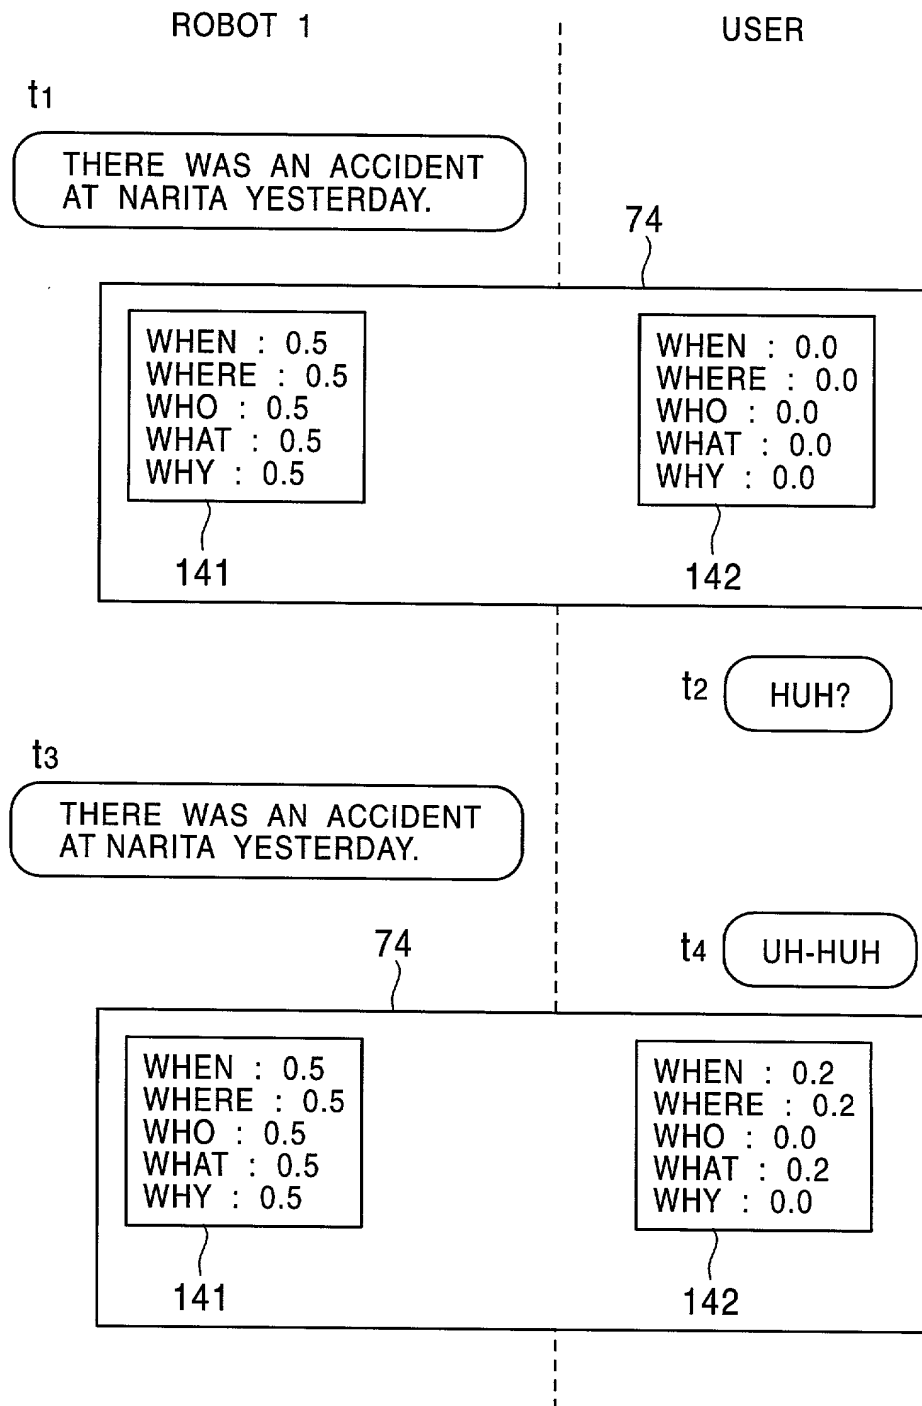 ROBOT 1
USER
t1
THERE WAS AN ACCIDENT
AT NARITA YESTERDAY.
74
WHEN : 0.5
WHERE : 0.5
WHO : 0.5
WHAT : 0.5
WHY : 0.5
141
WHEN : 0.0
WHERE : 0.0
WHO : 0.0
WHAT : 0.0
WHY : 0.0
142
t2
HUH?
t3
THERE WAS AN ACCIDENT
AT NARITA YESTERDAY.
t4
UH-HUH
74
WHEN : 0.5
WHERE : 0.5
WHO : 0.5
WHAT : 0.5
WHY : 0.5
141
WHEN : 0.2
WHERE : 0.2
WHO : 0.0
WHAT : 0.2
WHY : 0.0
142